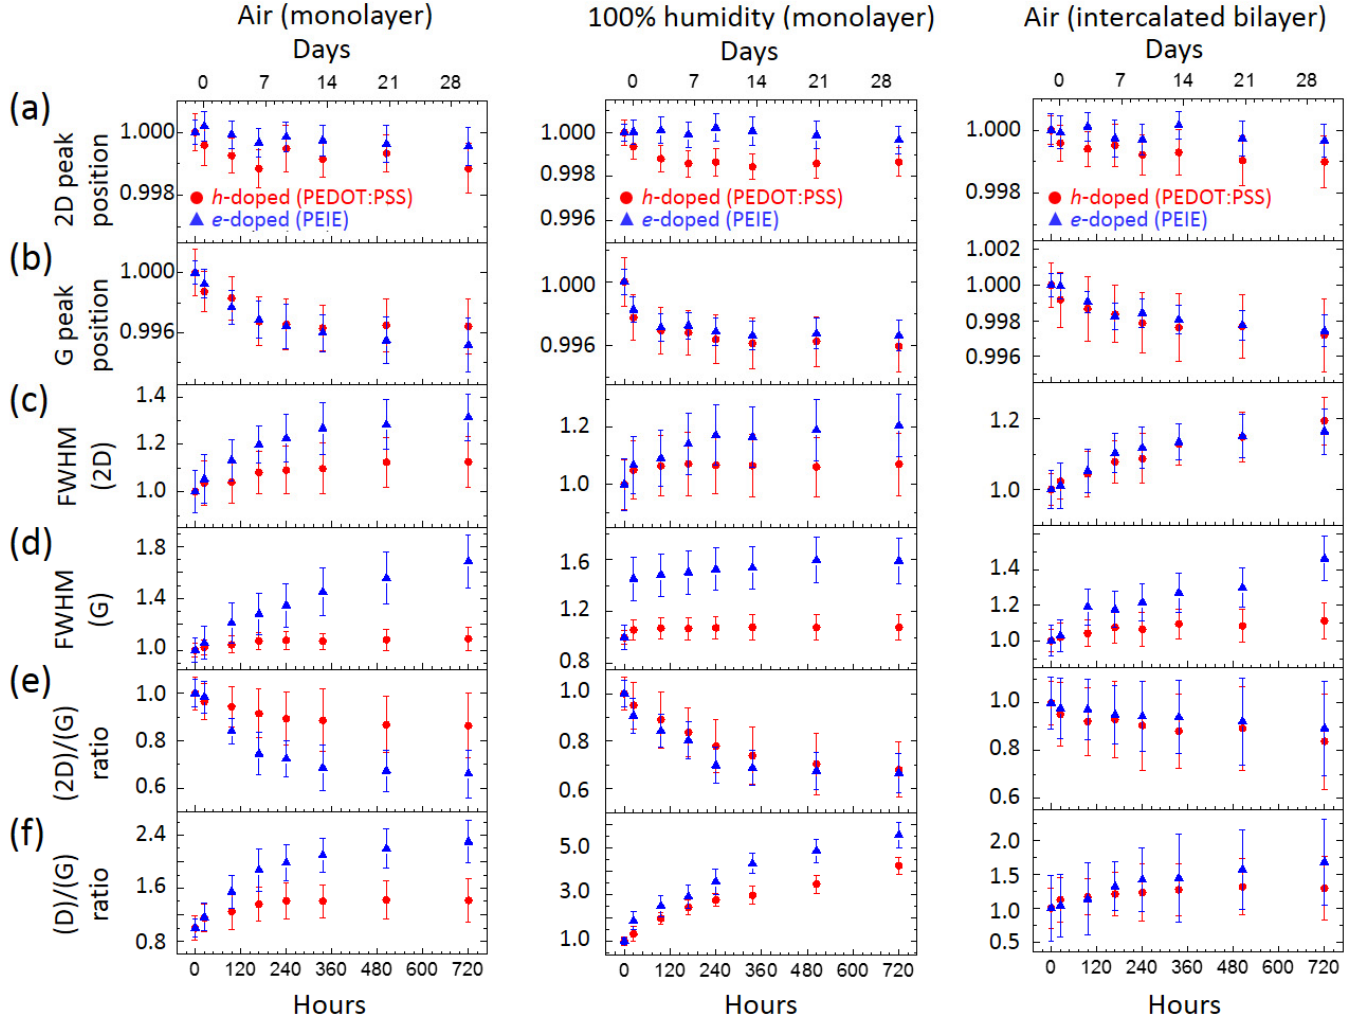 Air (monolayer)
100% humidity (monolayer)
Air (intercalated bilayer)
Days
Days
Days
0 7 14 21 28
0 7 14 21 28
0 7 14 21 28
(a)
2D peak
position
1.000
0.998
h-doped (PEDOT:PSS)
e-doped (PEIE)
1.000
0.998
0.996
h-doped (PEDOT:PSS)
e-doped (PEIE)
1.000
0.998
h-doped (PEDOT:PSS)
e-doped (PEIE)
(b)
G peak
position
1.000
0.996
1.000
0.996
1.002
1.000
0.998
0.996
(c)
FWHM
(2D)
1.4
1.2
1.0
1.2
1.0
1.2
1.0
(d)
FWHM
(G)
1.8
1.4
1.0
1.6
1.2
0.8
1.4
1.2
1.0
(e)
(2D)/(G)
ratio
1.0
0.8
0.6
1.0
0.8
0.6
1.0
0.8
0.6
(f)
(D)/(G)
ratio
2.4
1.6
0.8
5.0
3.0
1.0
2.0
1.5
1.0
0.5
0 120 240 360 480 600 720
0 120 240 360 480 600 720
0 120 240 360 480 600 720
Hours
Hours
Hours